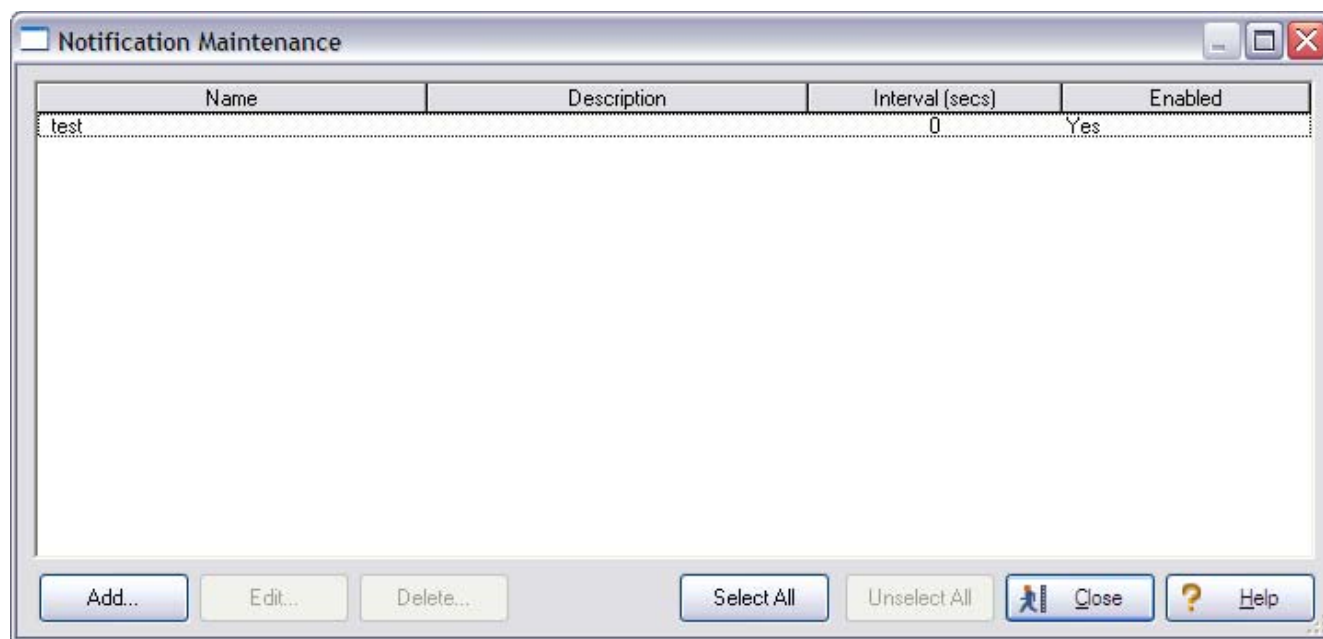 Notification Maintenance
Name Description Interval (secs) Enabled
test 0 Yes
Add... Edit... Delete... Select All Unselect All Close ? Help